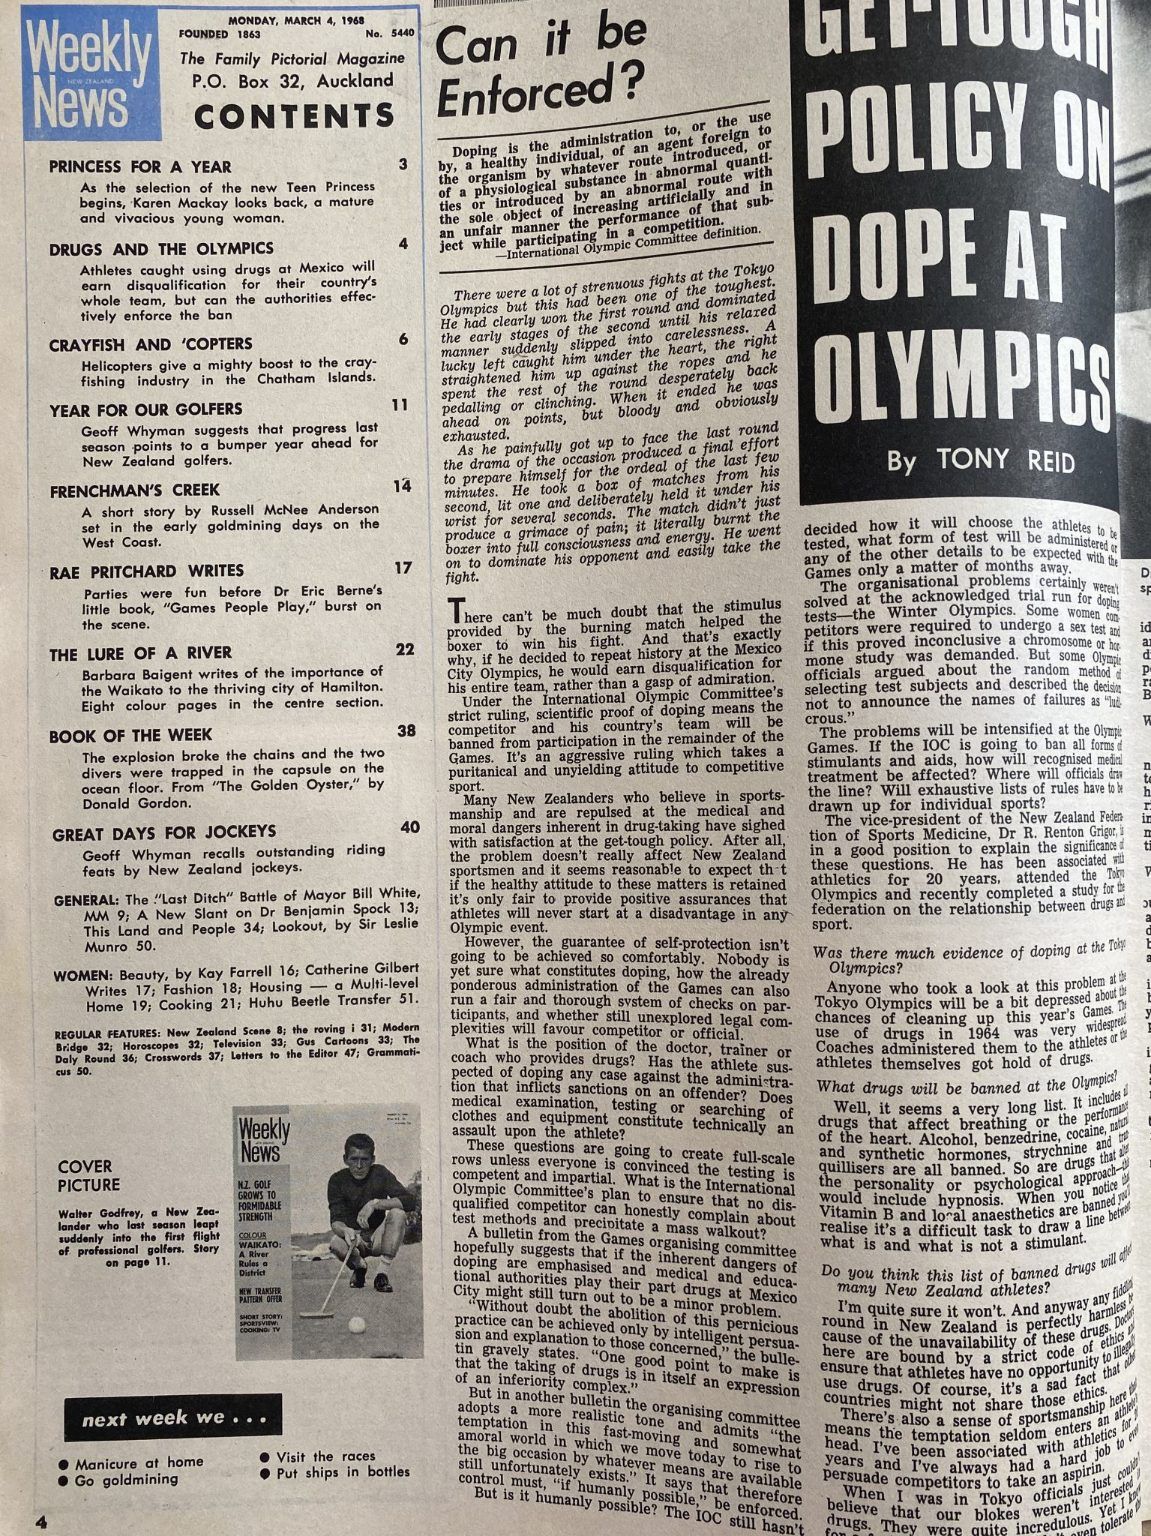 Weekly
NEW ZEALAND
News
MONDAY, MARCH 4, 1968
FOUNDED 1863 No. 5440
The Family Pictorial Magazine
P.O. Box 32, Auckland
CONTENTS
PRINCESS FOR A YEAR 3
As the selection of the new Teen Princess
begins, Karen Mackay looks back, a mature
and vivacious young woman.
DRUGS AND THE OLYMPICS 4
Athletes caught using drugs at Mexico will
earn disqualification for their country's
whole team, but can the authorities effec-
tively enforce the ban
CRAYFISH AND 'COPTERS 6
Helicopters give a mighty boost to the cray-
fishing industry in the Chatham Islands.
YEAR FOR OUR GOLFERS 11
Geoff Whyman suggests that progress last
season points to a bumper year ahead for
New Zealand golfers.
FRENCHMAN'S CREEK 14
A short story by Russell McNee Anderson
set in the early goldmining days on the
West Coast.
RAE PRITCHARD WRITES 17
Parties were fun before Dr Eric Berne's
little book, "Games People Play," burst on
the scene.
THE LURE OF A RIVER 22
Barbara Baigent writes of the importance of
the Waikato to the thriving city of Hamilton.
Eight colour pages in the centre section.
BOOK OF THE WEEK 38
The explosion broke the chains and the two
divers were trapped in the capsule on the
ocean floor. From "The Golden Oyster," by
Donald Gordon.
GREAT DAYS FOR JOCKEYS 40
Geoff Whyman recalls outstanding riding
feats by New Zealand jockeys.
GENERAL: The "Last Ditch" Battle of Mayor Bill White,
MM 9; A New Slant on Dr Benjamin Spock 13;
This Land and People 34; Lookout, by Sir Leslie
Munro 50.
WOMEN: Beauty, by Kay Farrell 16; Catherine Gilbert
Writes 17; Fashion 18; Housing — a Multi-level
Home 19; Cooking 21; Huhu Beetle Transfer 51.
REGULAR FEATURES: New Zealand Scene 8; the roving i 31; Modern
Bridge 32; Horoscopes 32; Television 33; Gus Cartoons 33; The
Daly Round 36; Crosswords 37; Letters to the Editor 47; Grammati-
cus 50.
COVER
PICTURE
Walter Godfrey, a New Zea-
lander who last season leapt
suddenly into the first flight
of professional golfers. Story
on page 11.
Weekly
News
N.Z. GOLF
GROWS TO
FORMIDABLE
STRENGTH
COLOUR
WAIKATO:
A River
Rules a
District
NEW TRANSFER
PATTERN OFFER
SHORT STORY:
SPORTSVIEW:
COOKING: TV
next week we . . .
● Manicure at home
● Go goldmining
● Visit the races
● Put ships in bottles
4
Can it be
Enforced?
Doping is the administration to, or the use
by, a healthy individual, of an agent foreign to
the organism by whatever route introduced, or
of a physiological substance in abnormal quanti-
ties or introduced by an abnormal route with
the sole object of increasing artificially and in
an unfair manner the performance of that sub-
ject while participating in a competition.
—International Olympic Committee definition.
There were a lot of strenuous fights at the Tokyo
Olympics but this had been one of the toughest.
He had clearly won the first round and dominated
the early stages of the second until his relaxed
manner suddenly slipped into carelessness. A
lucky left caught him under the heart, the right
straightened him up against the ropes and he
spent the rest of the round desperately back
pedalling or clinching. When it ended he was
ahead on points, but bloody and obviously
exhausted.
As he painfully got up to face the last round
the drama of the occasion produced a final effort
to prepare himself for the ordeal of the last few
minutes. He took a box of matches from his
second, lit one and deliberately held it under his
wrist for several seconds. The match didn't just
produce a grimace of pain; it literally burnt the
boxer into full consciousness and energy. He went
on to dominate his opponent and easily take the
fight.
There can't be much doubt that the stimulus
provided by the burning match helped the
boxer to win his fight. And that's exactly
why, if he decided to repeat history at the Mexico
City Olympics, he would earn disqualification for
his entire team, rather than a gasp of admiration.
Under the International Olympic Committee's
strict ruling, scientific proof of doping means the
competitor and his country's team will be
banned from participation in the remainder of the
Games. It's an aggressive ruling which takes a
puritanical and unyielding attitude to competitive
sport.
Many New Zealanders who believe in sports-
manship and are repulsed at the medical and
moral dangers inherent in drug-taking have sighed
with satisfaction at the get-tough policy. After all,
the problem doesn't really affect New Zealand
sportsmen and it seems reasonable to expect th t
if the healthy attitude to these matters is retained
it's only fair to provide positive assurances that
athletes will never start at a disadvantage in any
Olympic event.
However, the guarantee of self-protection isn't
going to be achieved so comfortably. Nobody is
yet sure what constitutes doping, how the already
ponderous administration of the Games can also
run a fair and thorough system of checks on par-
ticipants, and whether still unexplored legal com-
plexities will favour competitor or official.
What is the position of the doctor, trainer or
coach who provides drugs? Has the athlete sus-
pected of doping any case against the administra-
tion that inflicts sanctions on an offender? Does
medical examination, testing or searching of
clothes and equipment constitute technically an
assault upon the athlete?
These questions are going to create full-scale
rows unless everyone is convinced the testing is
competent and impartial. What is the International
Olympic Committee's plan to ensure that no dis-
qualified competitor can honestly complain about
test methods and precipitate a mass walkout?
A bulletin from the Games organising committee
hopefully suggests that if the inherent dangers of
doping are emphasised and medical and educa-
tional authorities play their part drugs at Mexico
City might still turn out to be a minor problem.
"Without doubt the abolition of this pernicious
practice can be achieved only by intelligent persua-
sion and explanation to those concerned," the bulle-
tin gravely states. "One good point to make is
that the taking of drugs is in itself an expression
of an inferiority complex."
But in another bulletin the organising committee
adopts a more realistic tone and admits "the
temptation in this fast-moving and somewhat
amoral world in which we move today to rise to
the big occasion by whatever means are available
still unfortunately exists." It says that therefore
control must, "if humanly possible," be enforced.
But is it humanly possible? The IOC still hasn't
GET-TOUGH
POLICY ON
DOPE AT
OLYMPICS
By TONY REID
decided how it will choose the athletes to be
tested, what form of test will be administered or
any of the other details to be expected with the
Games only a matter of months away.
The organisational problems certainly weren't
solved at the acknowledged trial run for doping
tests—the Winter Olympics. Some women com-
petitors were required to undergo a sex test and
if this proved inconclusive a chromosome or hor-
mone study was demanded. But some Olympic
officials argued about the random method of
selecting test subjects and described the decision
not to announce the names of failures as "ludi-
crous."
The problems will be intensified at the Olympic
Games. If the IOC is going to ban all forms of
stimulants and aids, how will recognised medical
treatment be affected? Where will officials draw
the line? Will exhaustive lists of rules have to be
drawn up for individual sports?
The vice-president of the New Zealand Federa-
tion of Sports Medicine, Dr R. Renton Grigor, is
in a good position to explain the significance of
these questions. He has been associated with
athletics for 20 years, attended the Tokyo
Olympics and recently completed a study for the
federation on the relationship between drugs and
sport.
Was there much evidence of doping at the Tokyo
Olympics?
Anyone who took a look at this problem at the
Tokyo Olympics will be a bit depressed about the
chances of cleaning up this year's Games. The
use of drugs in 1964 was very widespread.
Coaches administered them to the athletes or the
athletes themselves got hold of drugs.
What drugs will be banned at the Olympics?
Well, it seems a very long list. It includes all
drugs that affect breathing or the performance
of the heart. Alcohol, benzedrine, cocaine, natural
and synthetic hormones, strychnine and tran-
quillisers are all banned. So are drugs that alter
the personality or psychological approach—
would include hypnosis. When you notice that
Vitamin B and local anaesthetics are banned you'll
realise it's a difficult task to draw a line between
what is and what is not a stimulant.
Do you think this list of banned drugs will affect
many New Zealand athletes?
I'm quite sure it won't. And anyway any fiddling
round in New Zealand is perfectly harmless be-
cause of the unavailability of these drugs. Doctors
here are bound by a strict code of ethics to
ensure that athletes have no opportunity to illegally
use drugs. Of course, it's a sad fact that other
countries might not share those ethics.
There's also a sense of sportsmanship here that
means the temptation seldom enters an athlete's
head. I've been associated with athletics for
years and I've always had a hard job to even
persuade competitors to take an aspirin.
When I was in Tokyo officials just couldn't
believe that our blokes weren't interested in
drugs. They were quite incredulous. Yet I